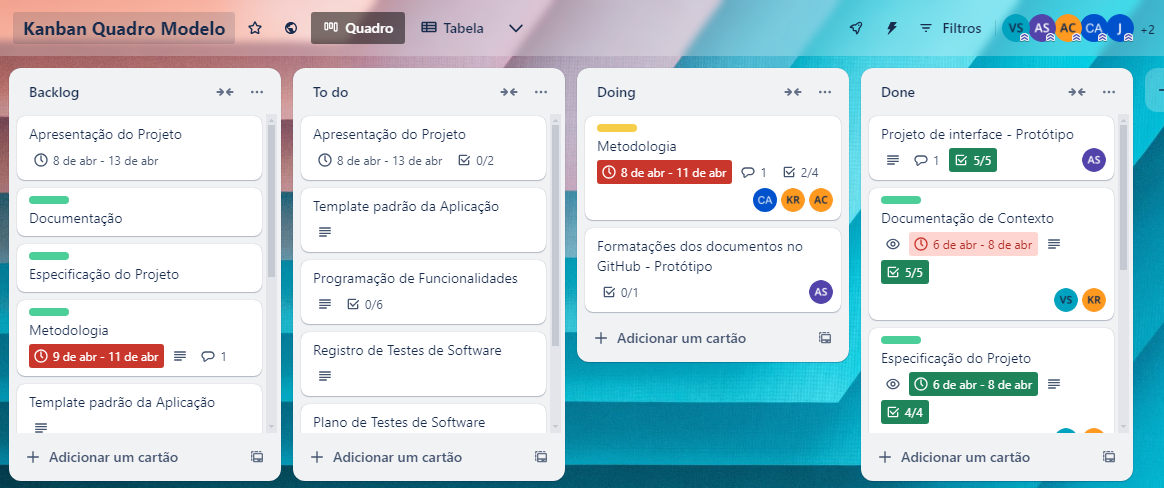 Kanban Quadro Modelo
Quadro
Tabela
Filtros
VS
AS
AC
CA
J
+2
Backlog
Apresentação do Projeto
8 de abr - 13 de abr
Documentação
Especificação do Projeto
Metodologia
9 de abr - 11 de abr
1
Template padrão da Aplicação
Adicionar um cartão
To do
Apresentação do Projeto
8 de abr - 13 de abr
0/2
Template padrão da Aplicação
Programação de Funcionalidades
0/6
Registro de Testes de Software
Plano de Testes de Software
Adicionar um cartão
Doing
Metodologia
8 de abr - 11 de abr
1
2/4
CA
KR
AC
Formatações dos documentos no
GitHub - Protótipo
0/1
AS
Adicionar um cartão
Done
Projeto de interface - Protótipo
1
5/5
AS
Documentação de Contexto
6 de abr - 8 de abr
5/5
VS
KR
Especificação do Projeto
6 de abr - 8 de abr
4/4
Adicionar um cartão